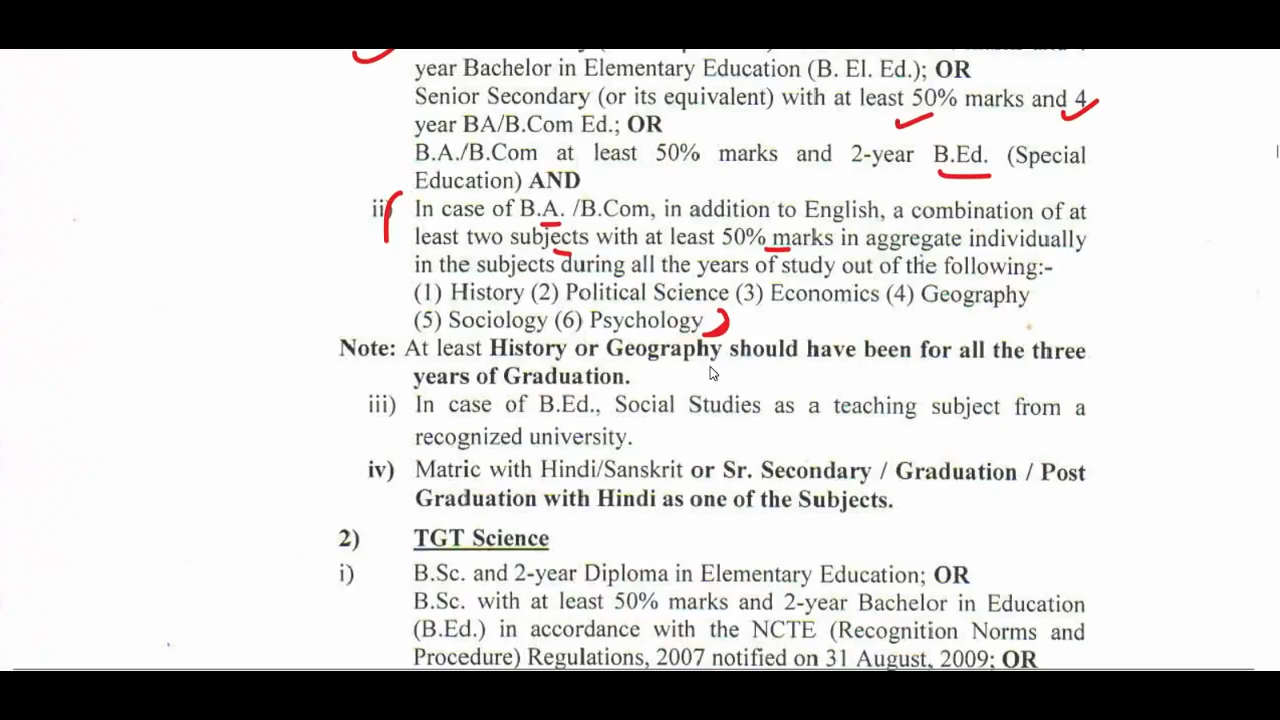 year Bachelor in Elementary Education (B. El. Ed.); OR
Senior Secondary (or its equivalent) with at least 50% marks and 4
year BA/B.Com Ed.; OR
B.A./B.Com at least 50% marks and 2-year B.Ed. (Special
Education) AND
ii) In case of B.A. /B.Com, in addition to English, a combination of at
least two subjects with at least 50% marks in aggregate individually
in the subjects during all the years of study out of the following:-
(1) History (2) Political Science (3) Economics (4) Geography
(5) Sociology (6) Psychology
Note: At least History or Geography should have been for all the three
years of Graduation.
iii) In case of B.Ed., Social Studies as a teaching subject from a
recognized university.
iv) Matric with Hindi/Sanskrit or Sr. Secondary / Graduation / Post
Graduation with Hindi as one of the Subjects.
2) TGT Science
i) B.Sc. and 2-year Diploma in Elementary Education; OR
B.Sc. with at least 50% marks and 2-year Bachelor in Education
(B.Ed.) in accordance with the NCTE (Recognition Norms and
Procedure) Regulations, 2007 notified on 31 August, 2009; OR